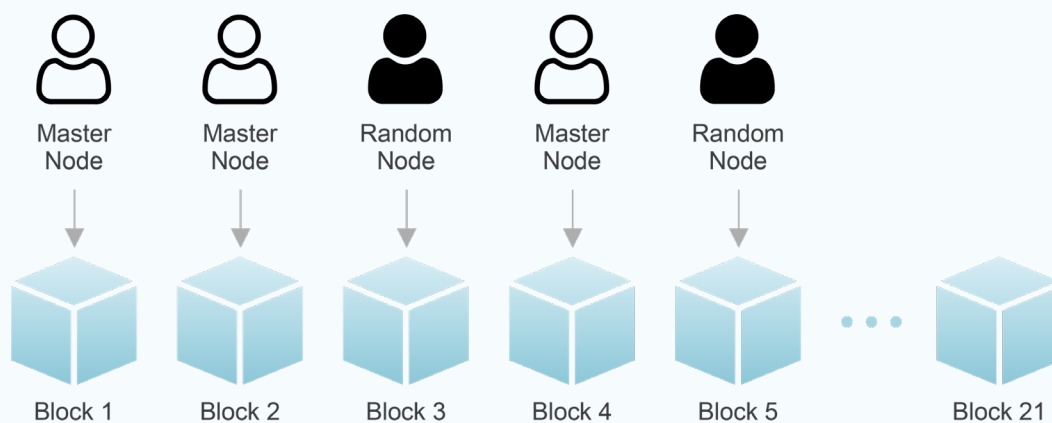 Master
Node
Master
Node
Random
Node
Master
Node
Random
Node
Block 1
Block 2
Block 3
Block 4
Block 5
Block 21